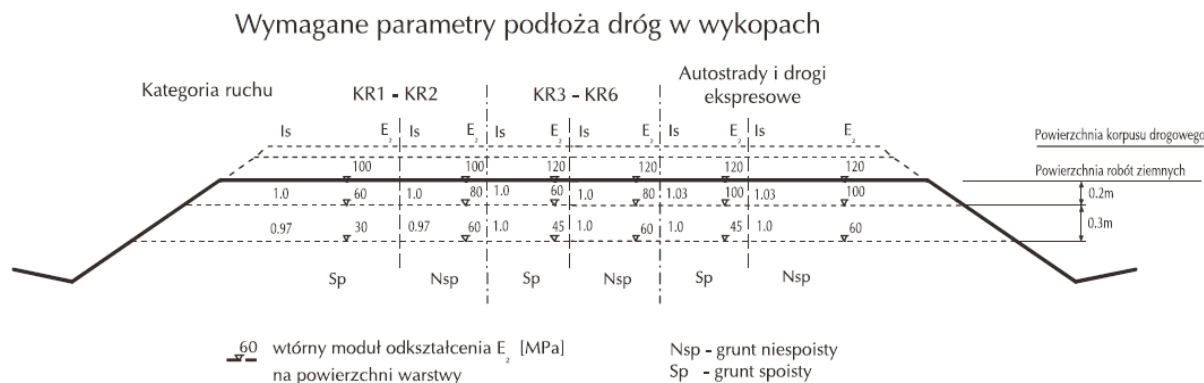 Wymagane parametry podłoża dróg w wykopach
Kategoria ruchu KR1 - KR2 KR3 - KR6 Autostrady i drogi
ekspresowe
Is E₂ Is E₂ Is E₂ Is E₂ Is E₂ Is E₂
Powierzchnia korpusu drogowego
100 100 120 120 120 120
Powierzchnia robót ziemnych
1.0 60 1.0 80 1.0 60 1.0 80 1.03 100 1.03 100 0.2m
0.97 30 0.97 60 1.0 45 1.0 60 1.0 45 1.0 60 0.3m
Sp Nsp Sp Nsp Sp Nsp
60 wtórny moduł odkształcenia E₂ [MPa]
na powierzchni warstwy
Nsp - grunt niespoisty
Sp - grunt spoisty